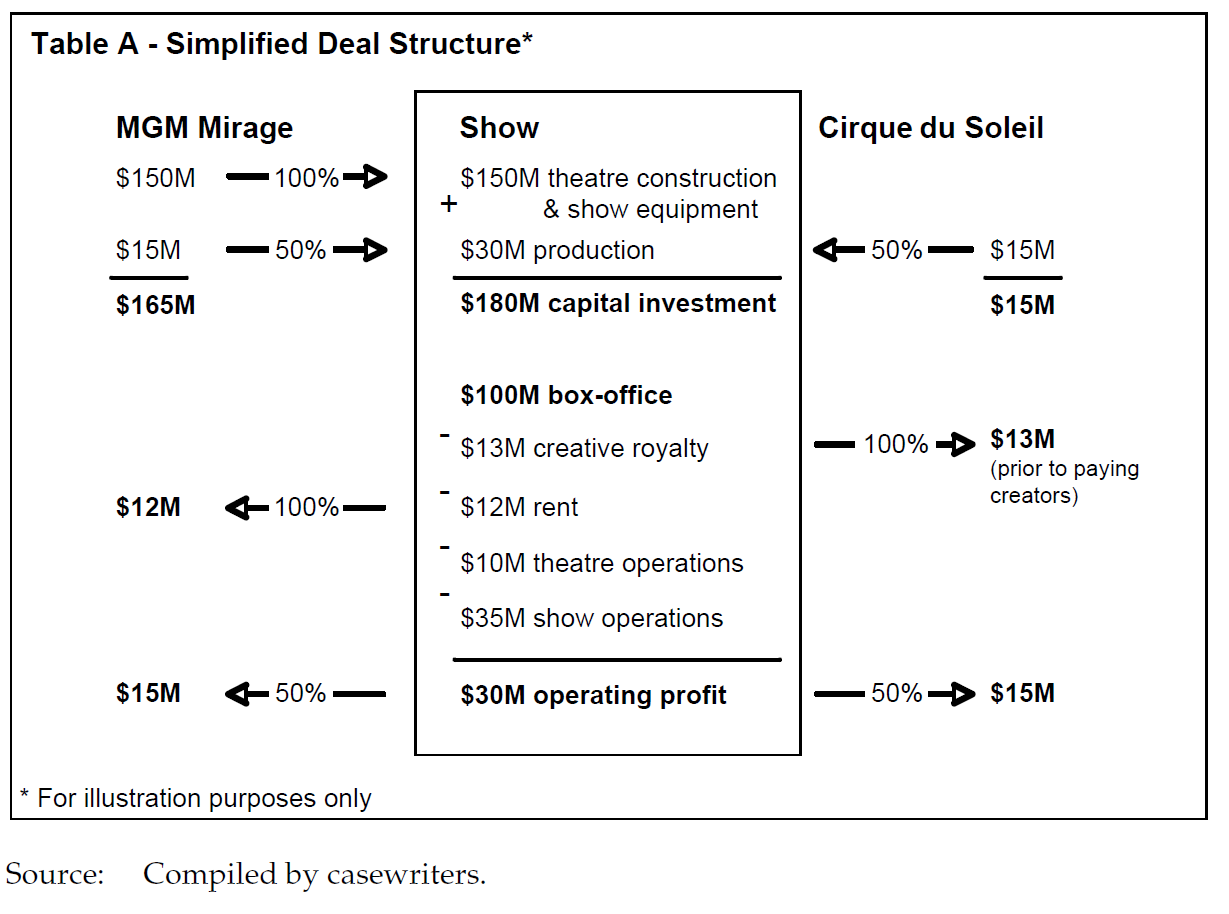 Table A - Simplified Deal Structure*
MGM Mirage Show Cirque du Soleil
$150M 100% $150M theatre construction
+ & show equipment
$15M 50% $30M production 50% $15M
$165M $180M capital investment $15M
$100M box-office
- $13M creative royalty 100% $13M
(prior to paying
creators)
$12M 100% - $12M rent
- $10M theatre operations
- $35M show operations
$15M 50% $30M operating profit 50% $15M
* For illustration purposes only
Source: Compiled by casewriters.